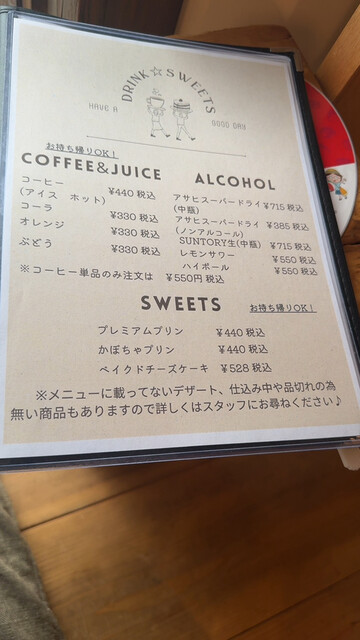 DRINK☆SWEETS
HAVE A
GOOD DAY
お持ち帰りOK!
COFFEE&JUICE
コーヒー
(アイス ホット)
¥440 税込
コーラ
¥330 税込
オレンジ
¥330 税込
ぶどう
¥330 税込
※コーヒー単品のみ注文は ¥550円税込
ALCOHOL
アサヒスーパードライ ¥715 税込
(中瓶)
アサヒスーパードライ ¥385 税込
(ノンアルコール)
SUNTORY生(中瓶) ¥715 税込
レモンサワー ¥550 税込
ハイボール ¥550 税込
SWEETS
お持ち帰りOK!
プレミアムプリン ¥440 税込
かぼちゃプリン ¥440 税込
ベイクドチーズケーキ ¥528 税込
※メニューに載ってないデザート、仕込み中や品切れの為
無い商品もありますので詳しくはスタッフにお尋ねください♪